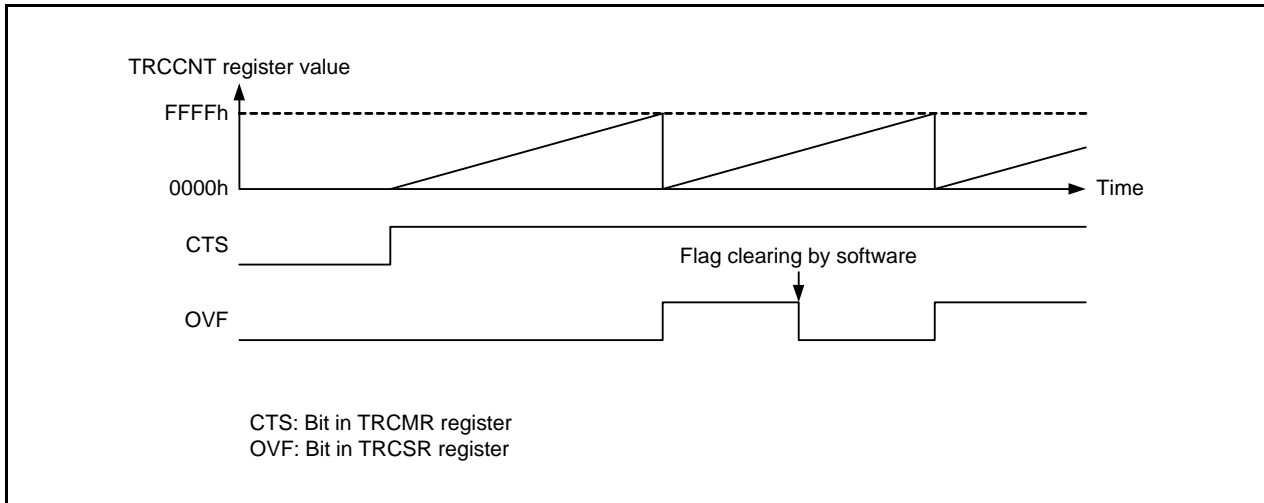 TRCCNT register value
FFFFh
0000h
Time
CTS
Flag clearing by software
OVF
CTS: Bit in TRCMR register
OVF: Bit in TRCSR register